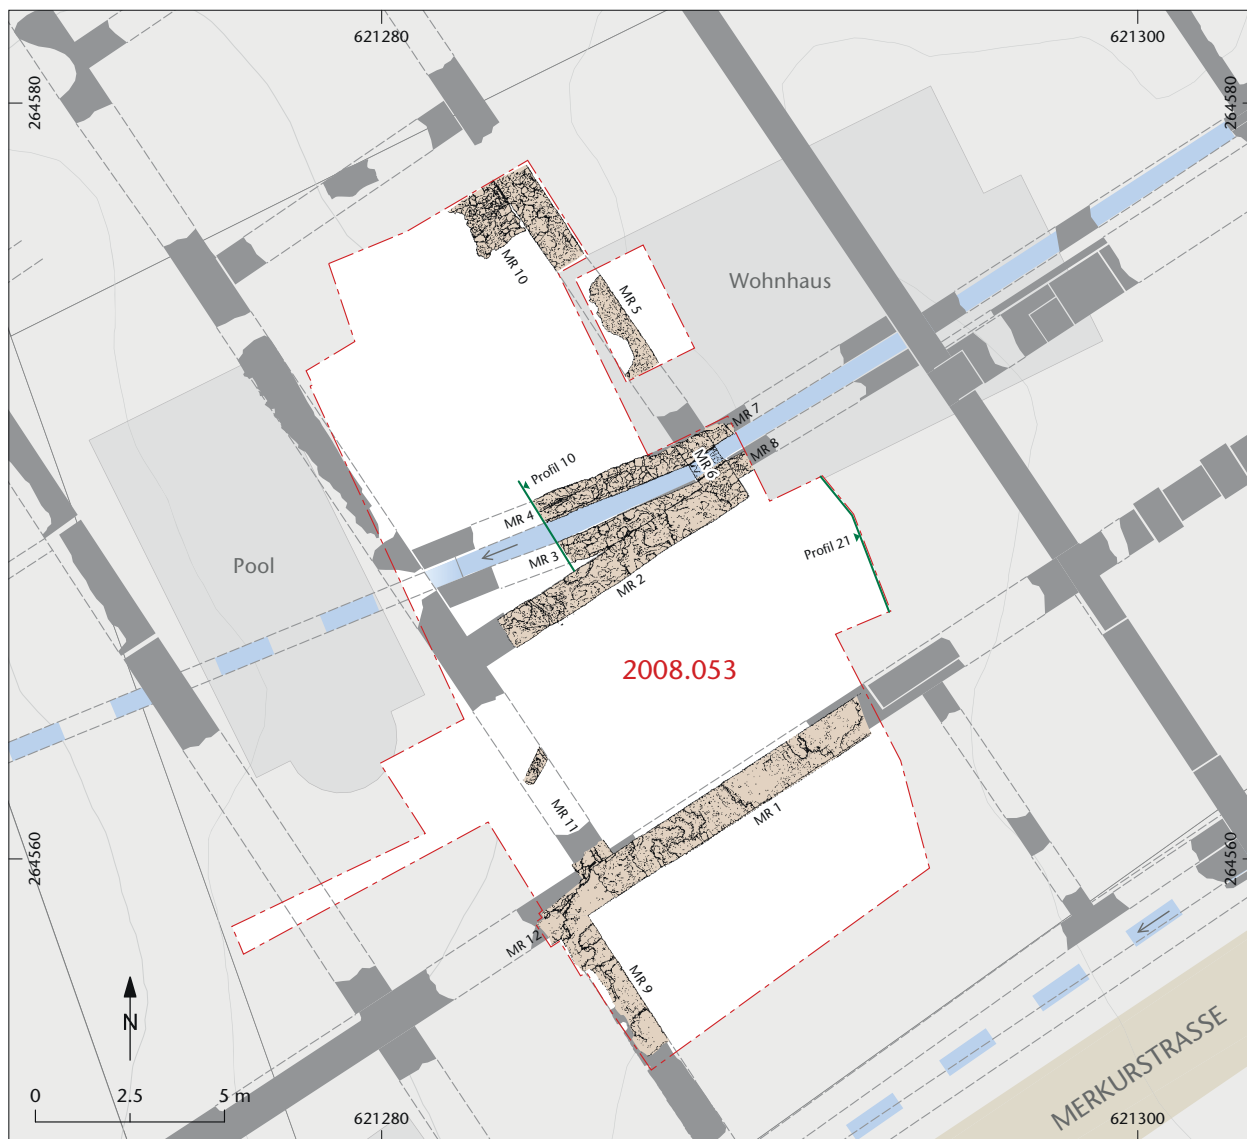 621280
621300
264580
264580
MR 10
MR 5
Wohnhaus
MR 7
MR 6
MR 8
Profil 10
MR 4
MR 3
MR 2
Profil 21
Pool
2008.053
MR 1
MR 11
264560
264560
MR 12
MR 9
N
0 2.5 5 m
621280
621300
MERKURSTRASSE